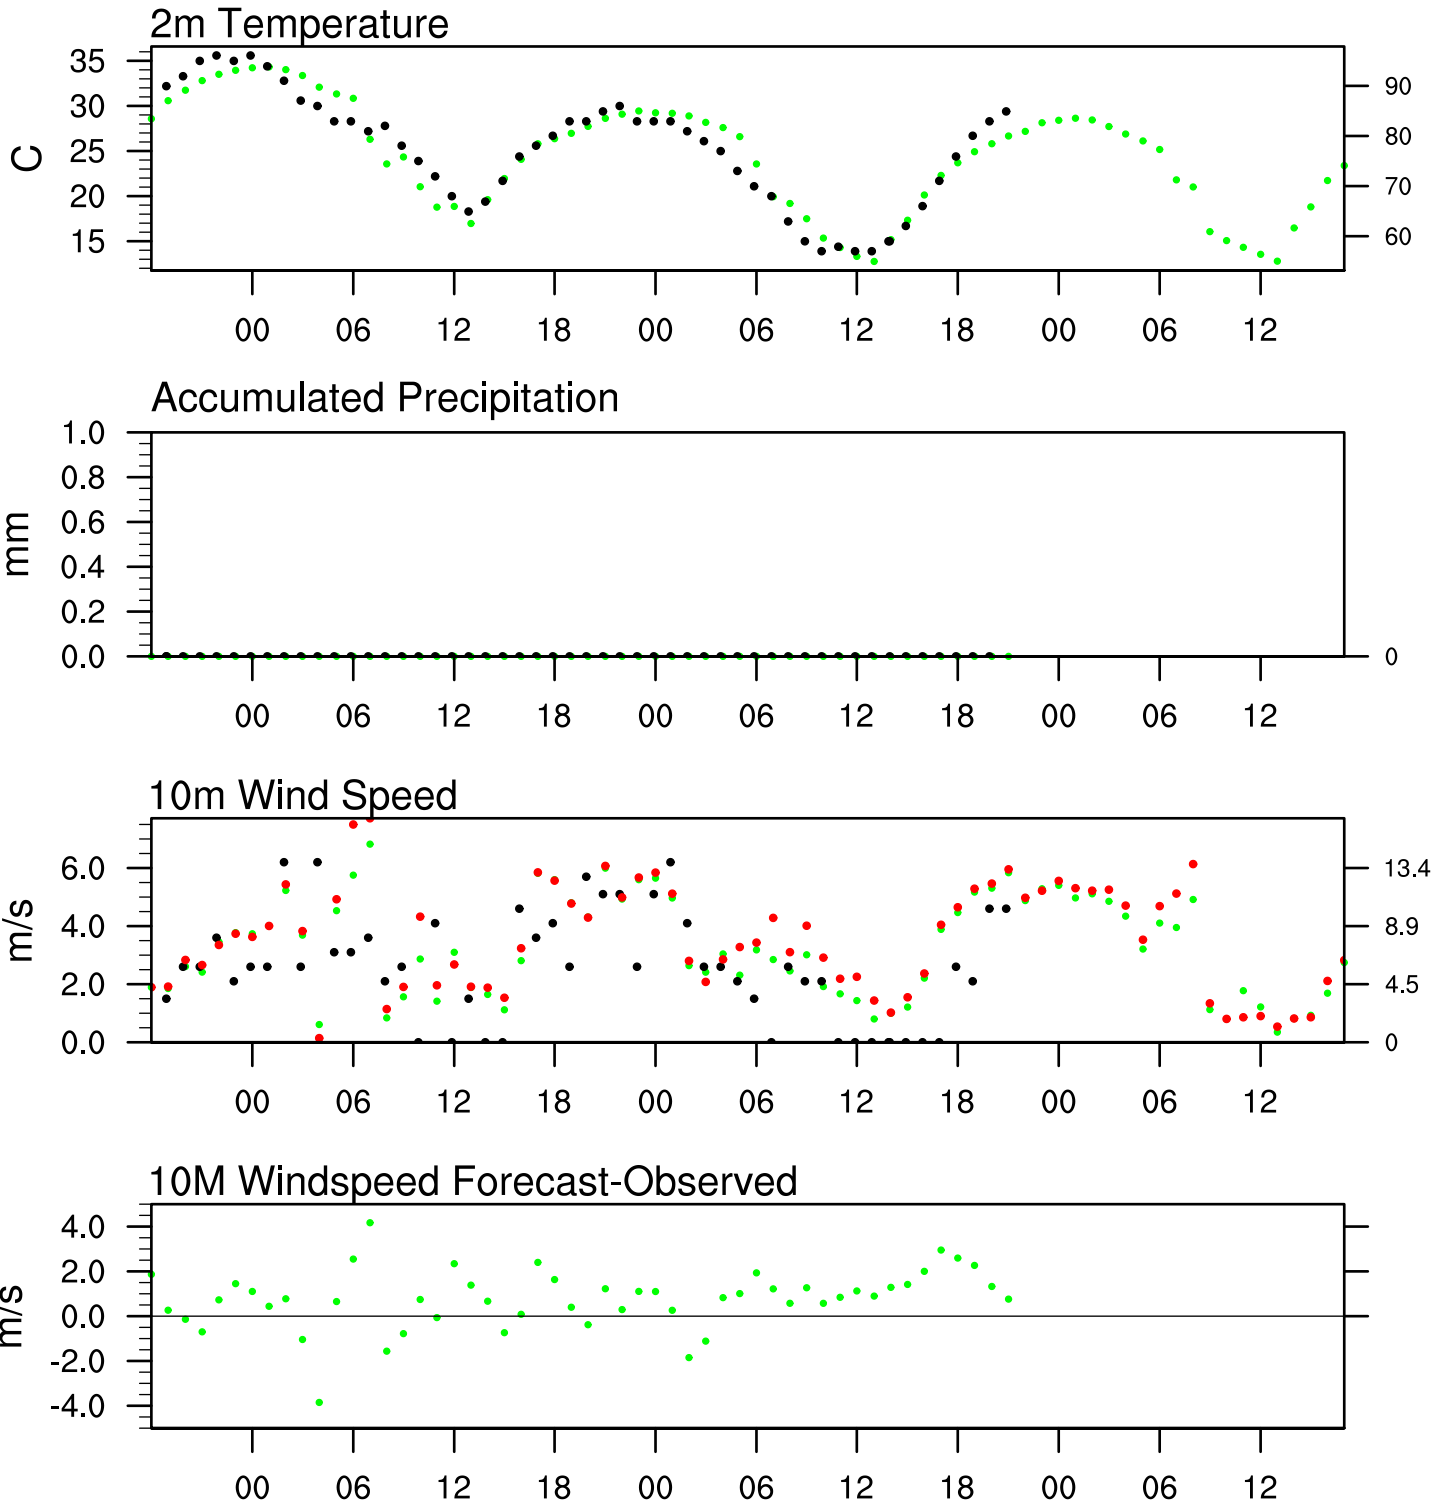 2m Temperature
35
30
25
20
15
C
90
80
70
60
00 06 12 18 00 06 12 18 00 06 12
Accumulated Precipitation
1.0
0.8
0.6
0.4
0.2
0.0
mm
0
00 06 12 18 00 06 12 18 00 06 12
10m Wind Speed
6.0
4.0
2.0
0.0
m/s
13.4
8.9
4.5
0
00 06 12 18 00 06 12 18 00 06 12
10M Windspeed Forecast-Observed
4.0
2.0
0.0
-2.0
-4.0
m/s
00 06 12 18 00 06 12 18 00 06 12